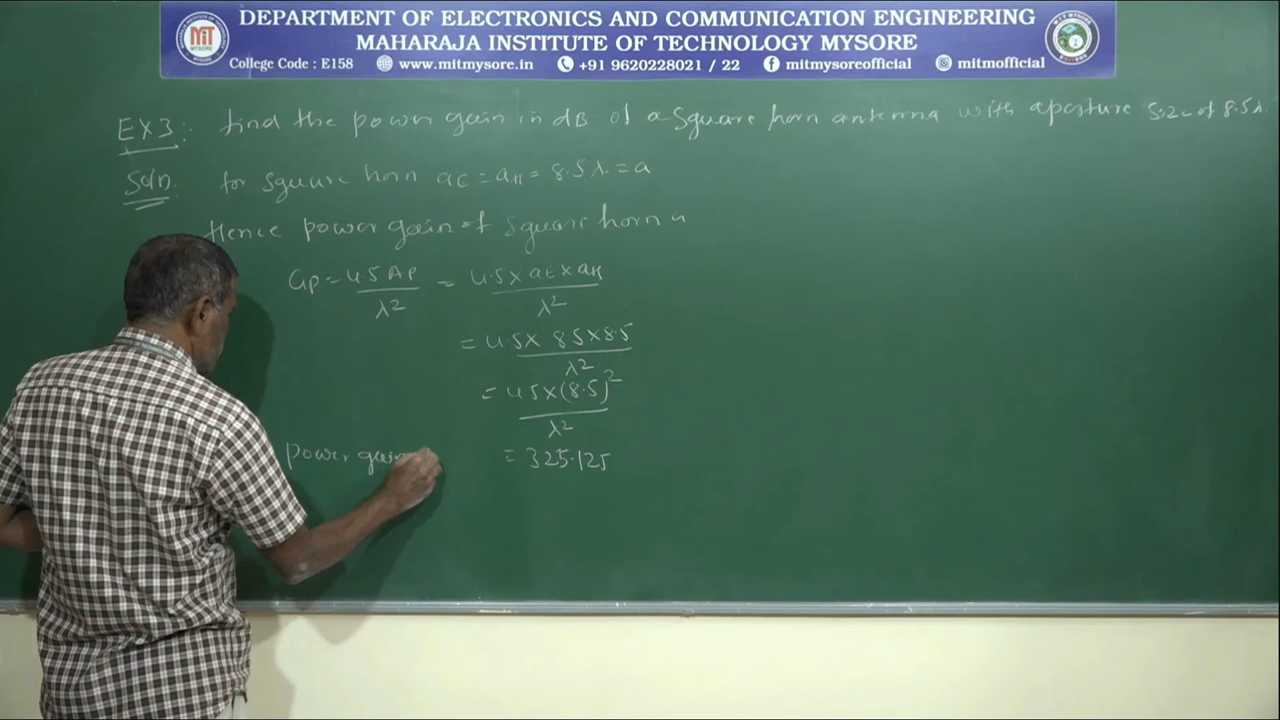 DEPARTMENT OF ELECTRONICS AND COMMUNICATION ENGINEERING
MAHARAJA INSTITUTE OF TECHNOLOGY MYSORE
College Code : E158 www.mitmysore.in +91 9620228021 / 22 mitmysoreofficial mitmofficial
MIT
MYSORE
EX3:. find the power gain in dB of a square horn antenna with aperture size of 8.5λ.
Soln. for square horn aE = aH = 8.5λ. = a
Hence power gain of square horn is
GP = 4.5 AP / λ² = 4.5 × aE × aH / λ²
= 4.5 × 8.5 × 8.5 / λ²
= 4.5 × (8.5)² / λ²
power gain = 325.125